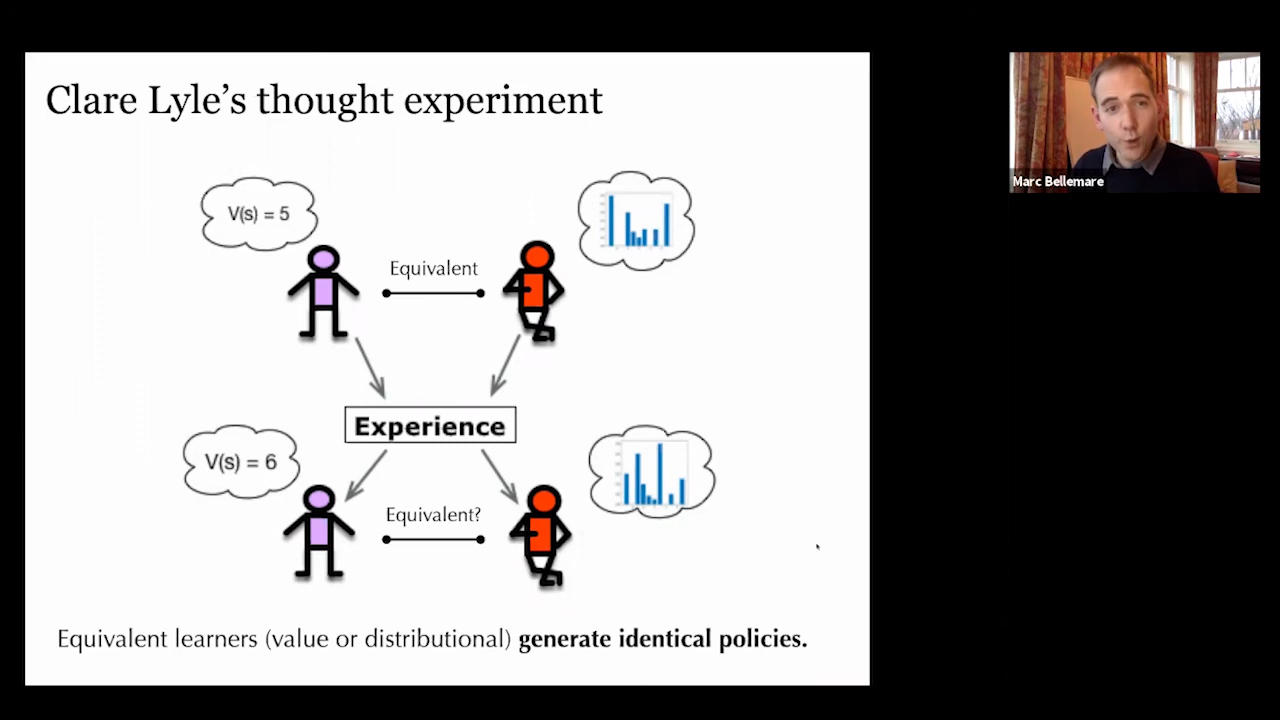 Clare Lyle's thought experiment
V(s) = 5
Equivalent
Experience
V(s) = 6
Equivalent?
Equivalent learners (value or distributional) generate identical policies.
Marc Bellemare